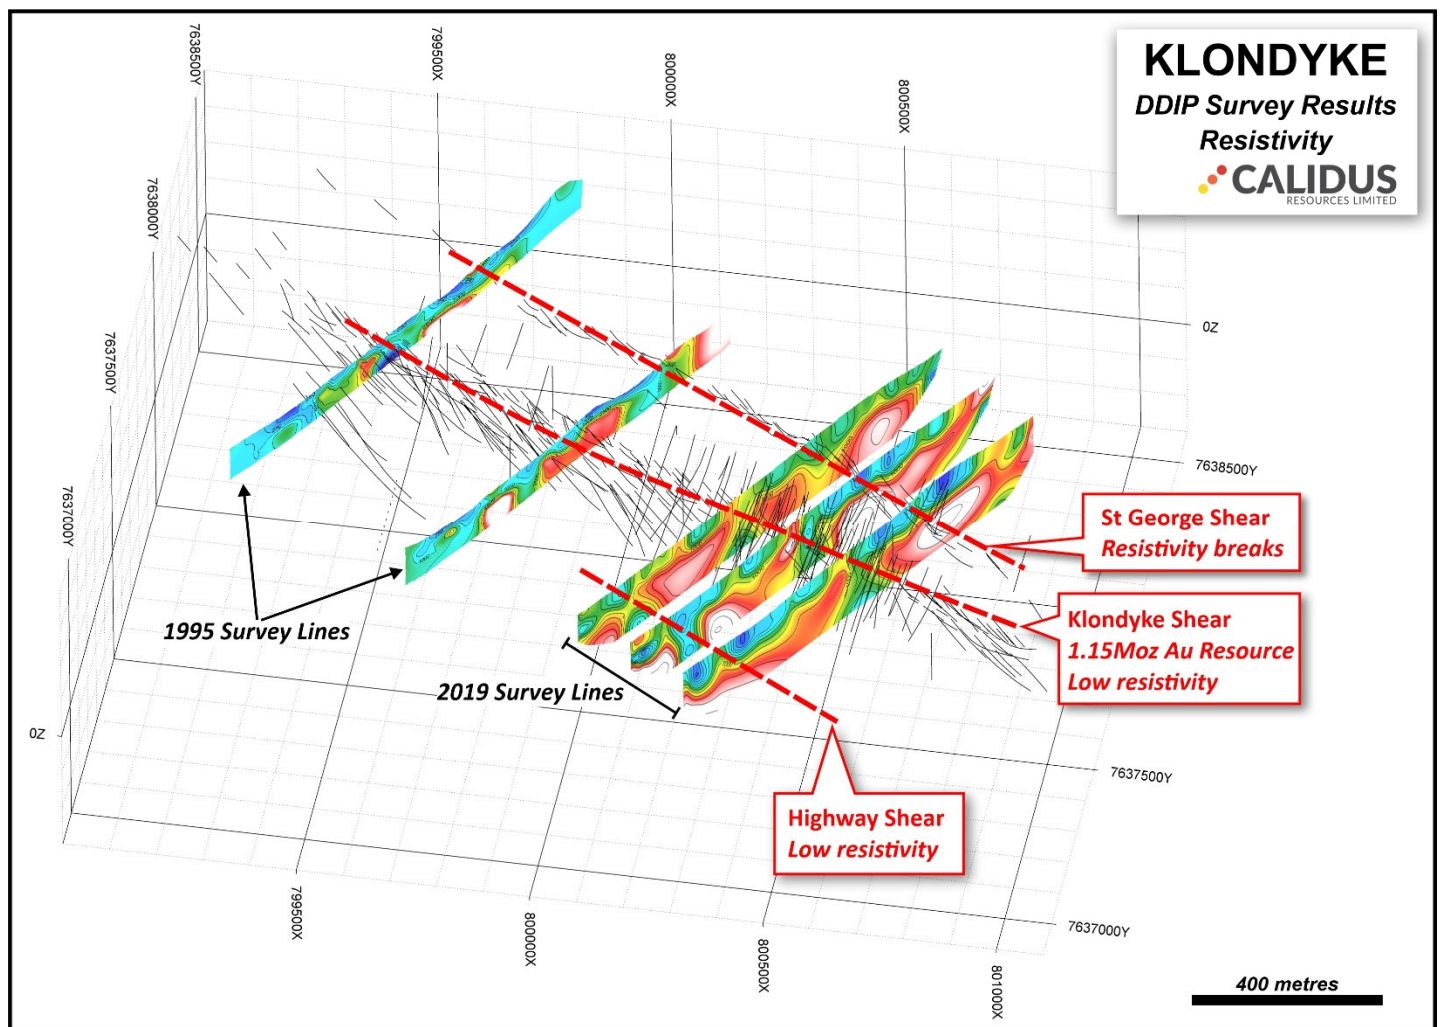 KLONDYKE
DDIP Survey Results
Resistivity
CALIDUS
RESOURCES LIMITED
7638500Y
799500X
800000X
800500X
7638000Y
7637500Y
7637000Y
0Z
0Z
7638500Y
St George Shear
Resistivity breaks
Klondyke Shear
1.15Moz Au Resource
Low resistivity
1995 Survey Lines
2019 Survey Lines
7637500Y
Highway Shear
Low resistivity
7637000Y
799500X
800000X
800500X
801000X
400 metres